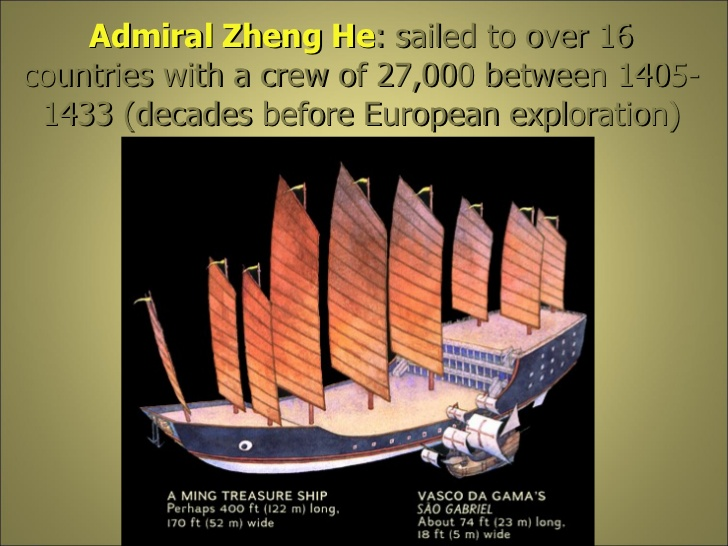 Admiral Zheng He: sailed to over 16
countries with a crew of 27,000 between 1405-
1433 (decades before European exploration)
A MING TREASURE SHIP
Perhaps 400 ft (122 m) long,
170 ft (52 m) wide
VASCO DA GAMA'S
SÃO GABRIEL
About 74 ft (23 m) long,
18 ft (5 m) wide